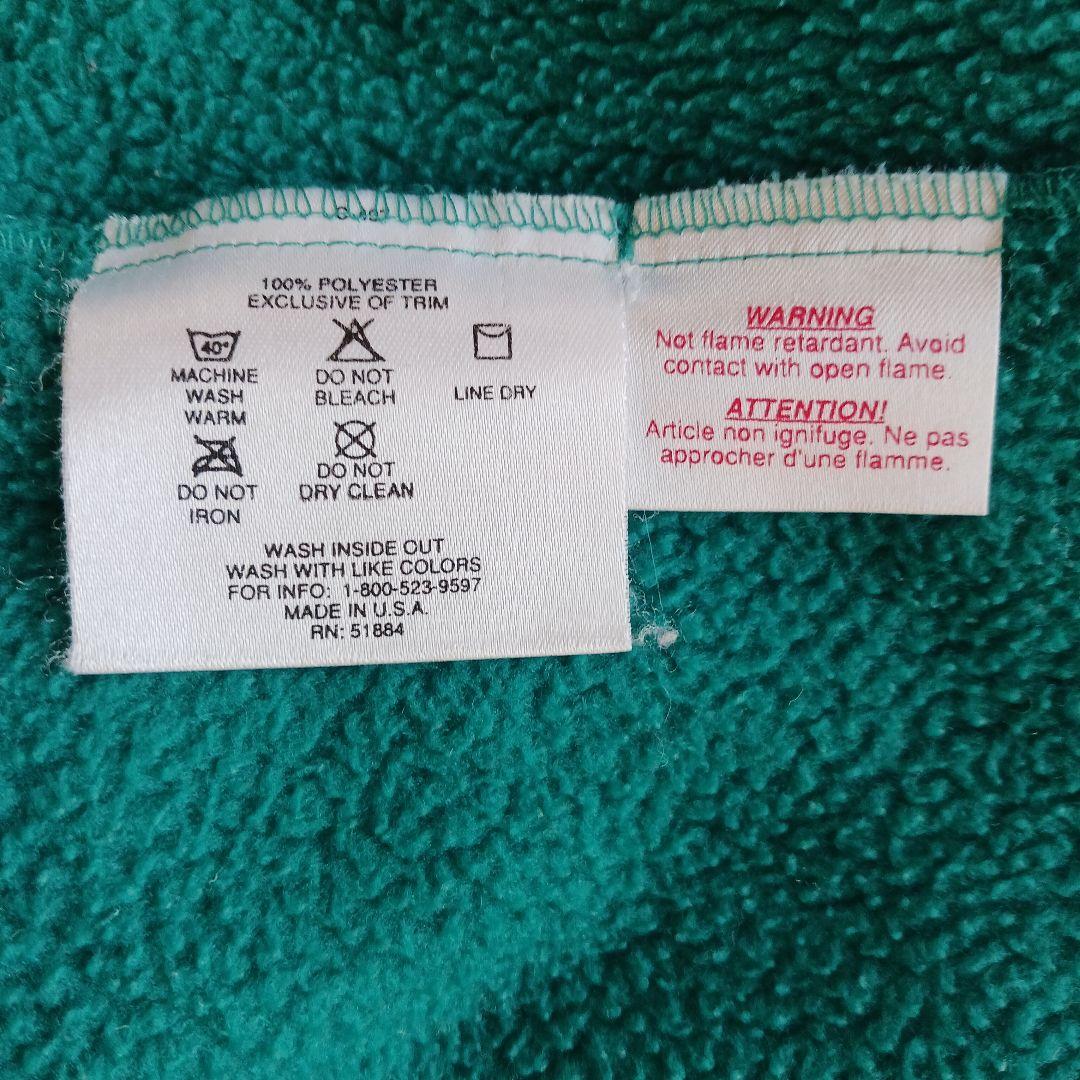 100% POLYESTER
EXCLUSIVE OF TRIM
40°
MACHINE
WASH
WARM
DO NOT
BLEACH
LINE DRY
DO NOT
IRON
DO NOT
DRY CLEAN
WASH INSIDE OUT
WASH WITH LIKE COLORS
FOR INFO: 1-800-523-9597
MADE IN U.S.A.
RN: 51884
WARNING
Not flame retardant. Avoid
contact with open flame.
ATTENTION!
Article non ignifuge. Ne pas
approcher d'une flamme.